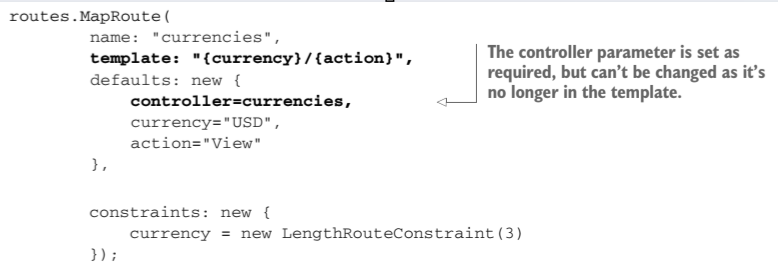 routes.MapRoute(
        name: "currencies",
        template: "{currency}/{action}",
        defaults: new {
            controller=currencies,
            currency="USD",
            action="View"
        },

        constraints: new {
            currency = new LengthRouteConstraint(3)
        });
The controller parameter is set as
required, but can't be changed as it's
no longer in the template.